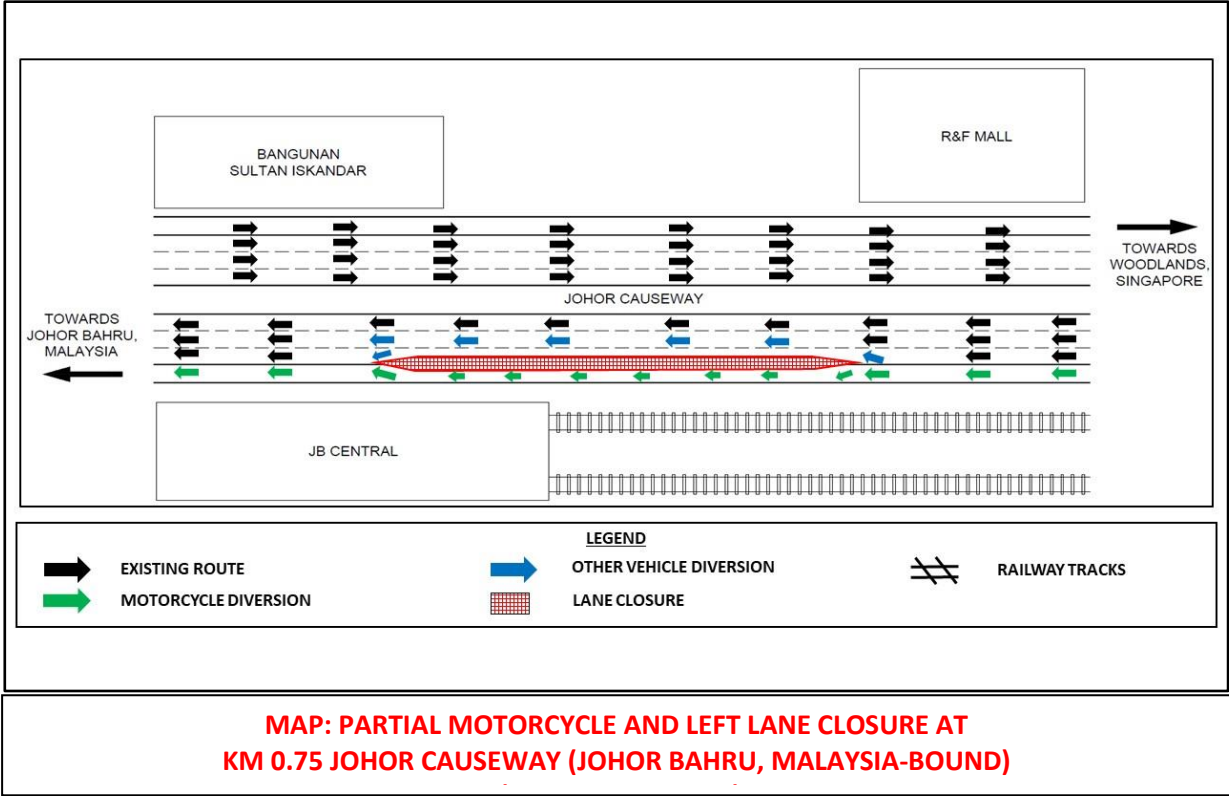 BANGUNAN
SULTAN ISKANDAR
R&F MALL
TOWARDS
WOODLANDS,
SINGAPORE
JOHOR CAUSEWAY
TOWARDS
JOHOR BAHRU,
MALAYSIA
JB CENTRAL
LEGEND
EXISTING ROUTE
OTHER VEHICLE DIVERSION
RAILWAY TRACKS
MOTORCYCLE DIVERSION
LANE CLOSURE
MAP: PARTIAL MOTORCYCLE AND LEFT LANE CLOSURE AT
KM 0.75 JOHOR CAUSEWAY (JOHOR BAHRU, MALAYSIA-BOUND)